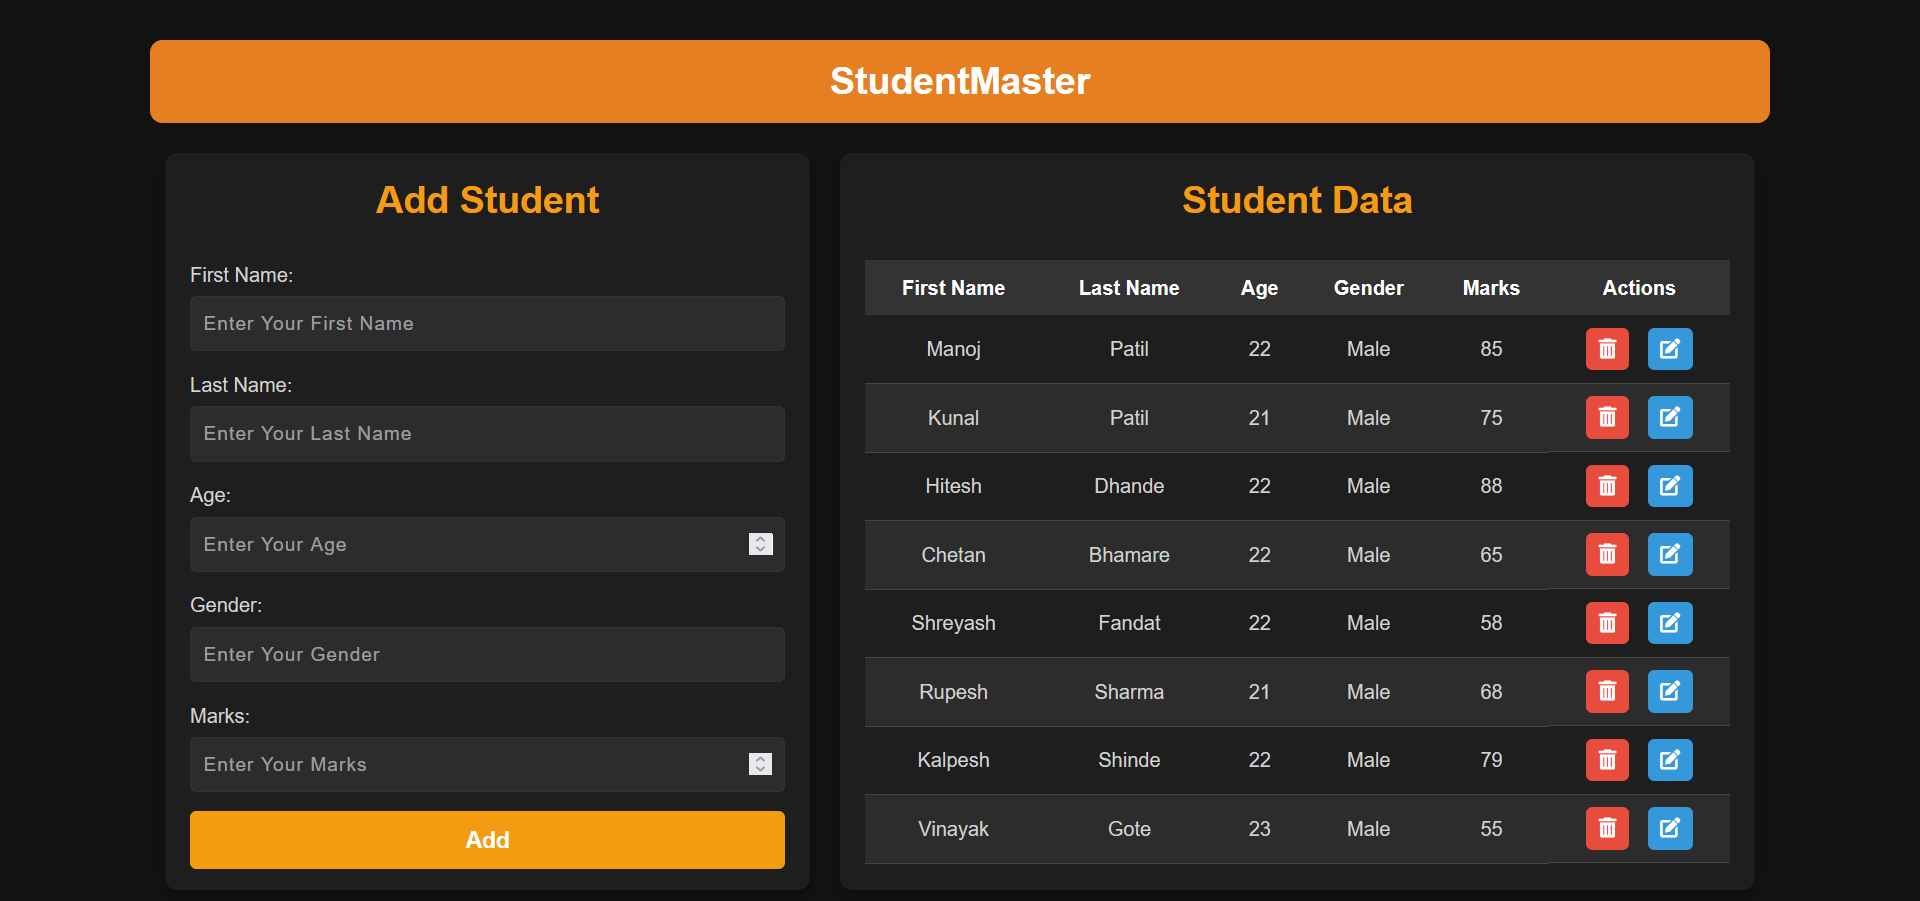 StudentMaster
Add Student
First Name:
Enter Your First Name
Last Name:
Enter Your Last Name
Age:
Enter Your Age
Gender:
Enter Your Gender
Marks:
Enter Your Marks
Add
Student Data
First Name Last Name Age Gender Marks Actions
Manoj Patil 22 Male 85
Kunal Patil 21 Male 75
Hitesh Dhande 22 Male 88
Chetan Bhamare 22 Male 65
Shreyash Fandat 22 Male 58
Rupesh Sharma 21 Male 68
Kalpesh Shinde 22 Male 79
Vinayak Gote 23 Male 55